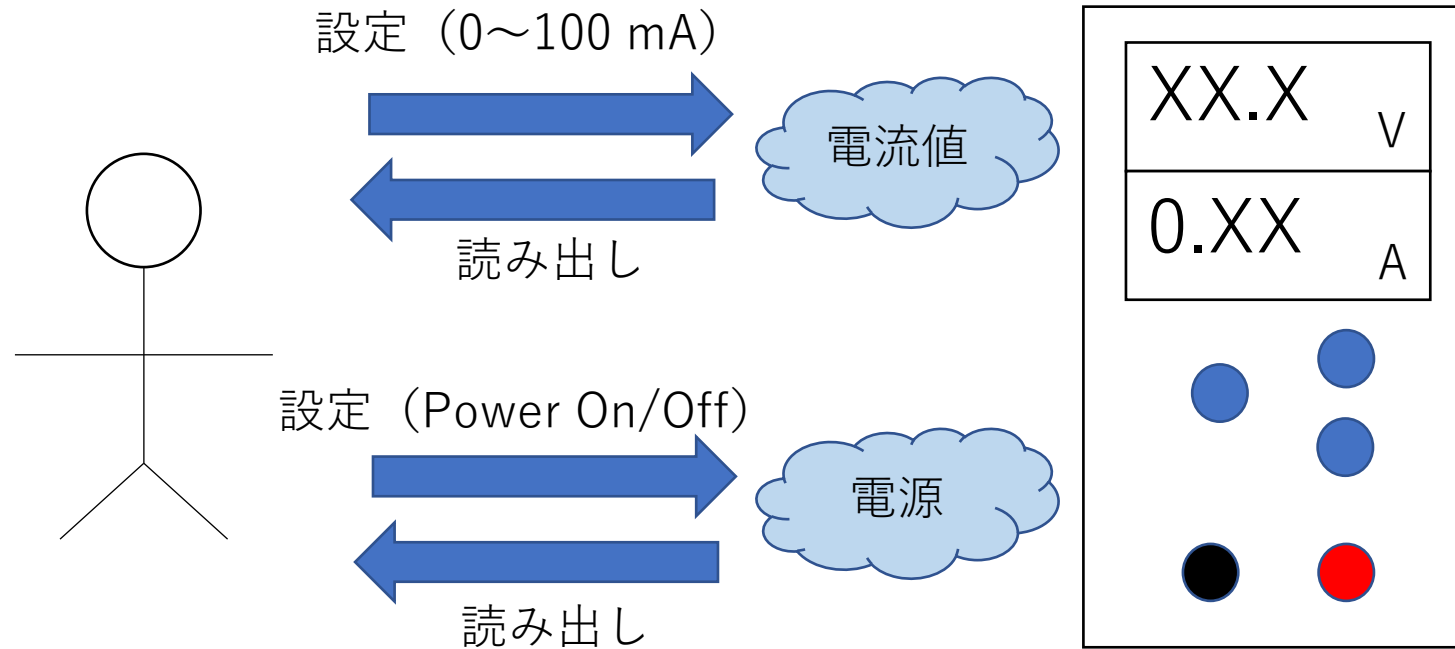 設定（0～100 mA）
電流値
読み出し
設定（Power On/Off）
電源
読み出し
XX.X V
0.XX A